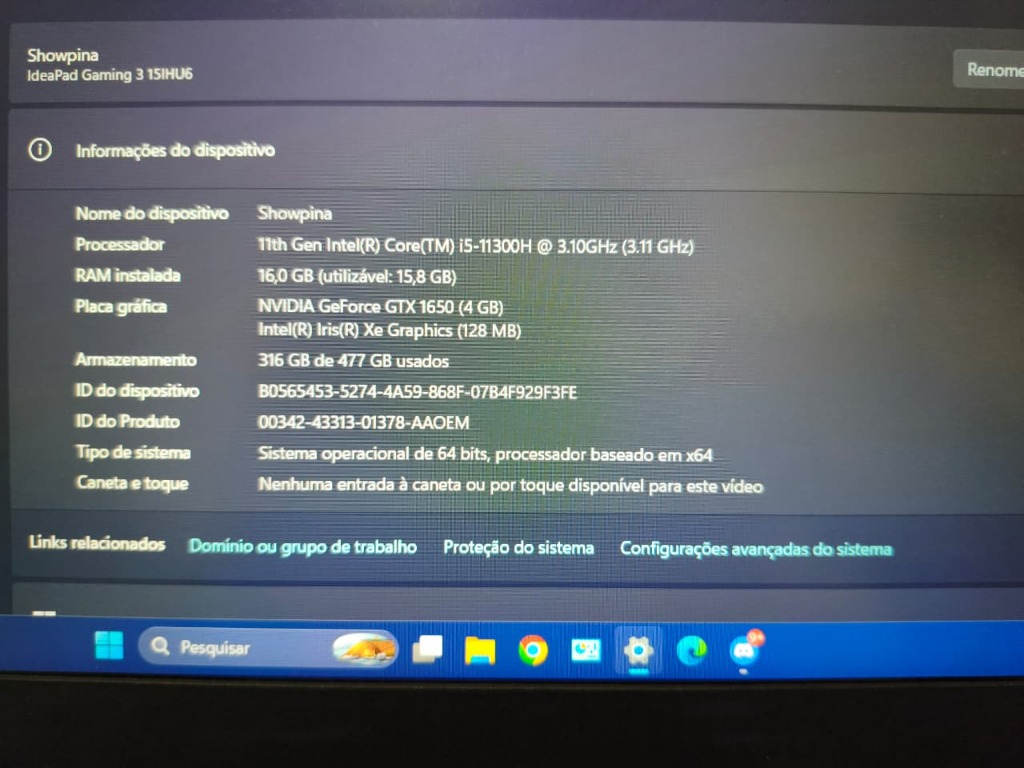 Showpina
IdeaPad Gaming 3 15IHU6
Renome
Informações do dispositivo
Nome do dispositivo Showpina
Processador 11th Gen Intel(R) Core(TM) i5-11300H @ 3.10GHz (3.11 GHz)
RAM instalada 16,0 GB (utilizável: 15,8 GB)
Placa gráfica NVIDIA GeForce GTX 1650 (4 GB)
Intel(R) Iris(R) Xe Graphics (128 MB)
Armazenamento 316 GB de 477 GB usados
ID do dispositivo B0565453-5274-4A59-868F-07B4F929F3FE
ID do Produto 00342-43313-01378-AAOEM
Tipo de sistema Sistema operacional de 64 bits, processador baseado em x64
Caneta e toque Nenhuma entrada à caneta ou por toque disponível para este vídeo
Links relacionados Domínio ou grupo de trabalho Proteção do sistema Configurações avançadas do sistema
Pesquisar
9+